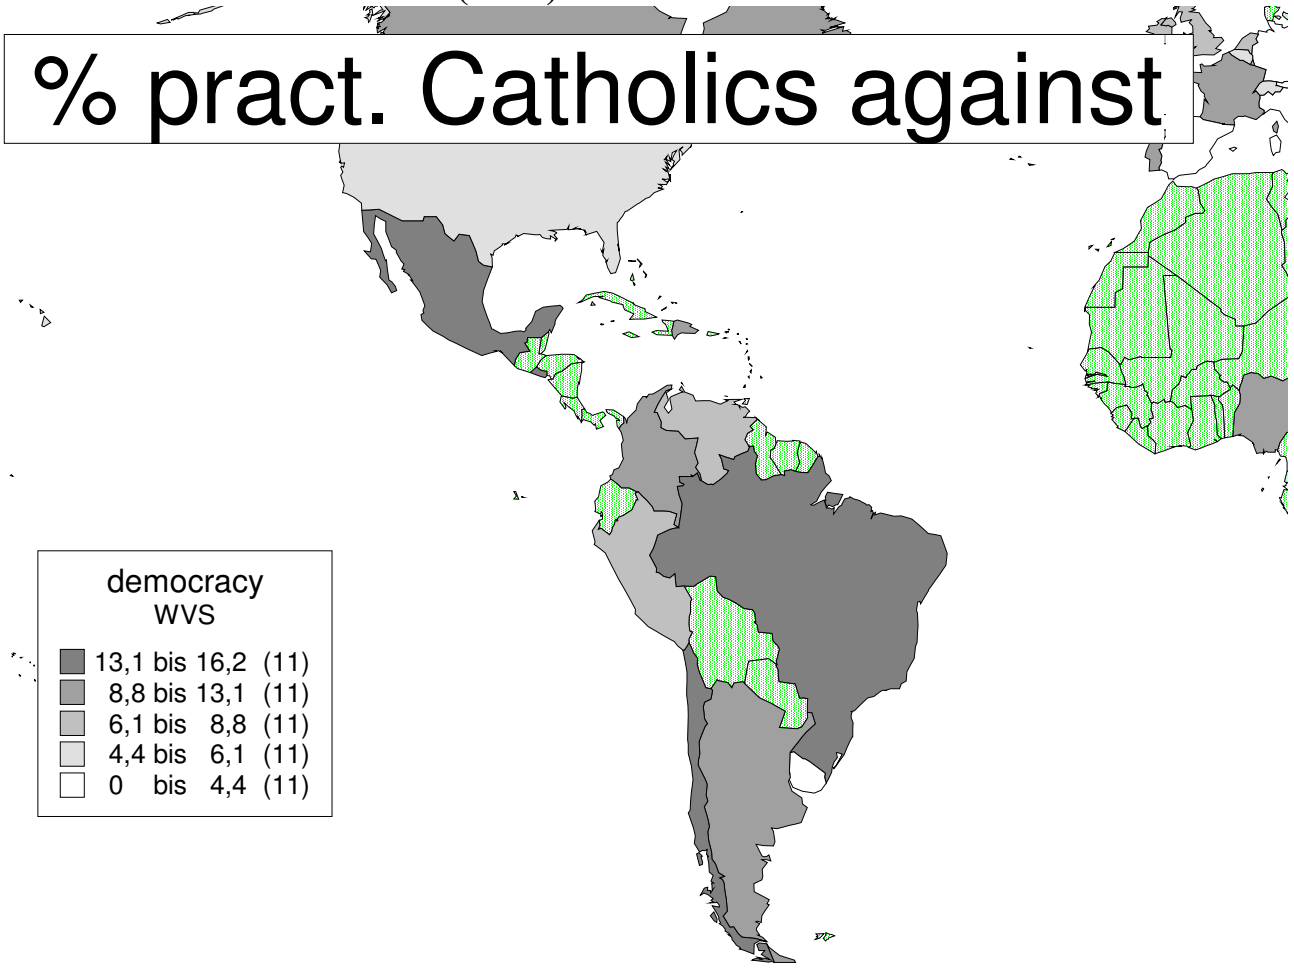 % pract. Catholics against
democracy
WVS
13,1 bis 16,2 (11)
8,8 bis 13,1 (11)
6,1 bis 8,8 (11)
4,4 bis 6,1 (11)
0 bis 4,4 (11)